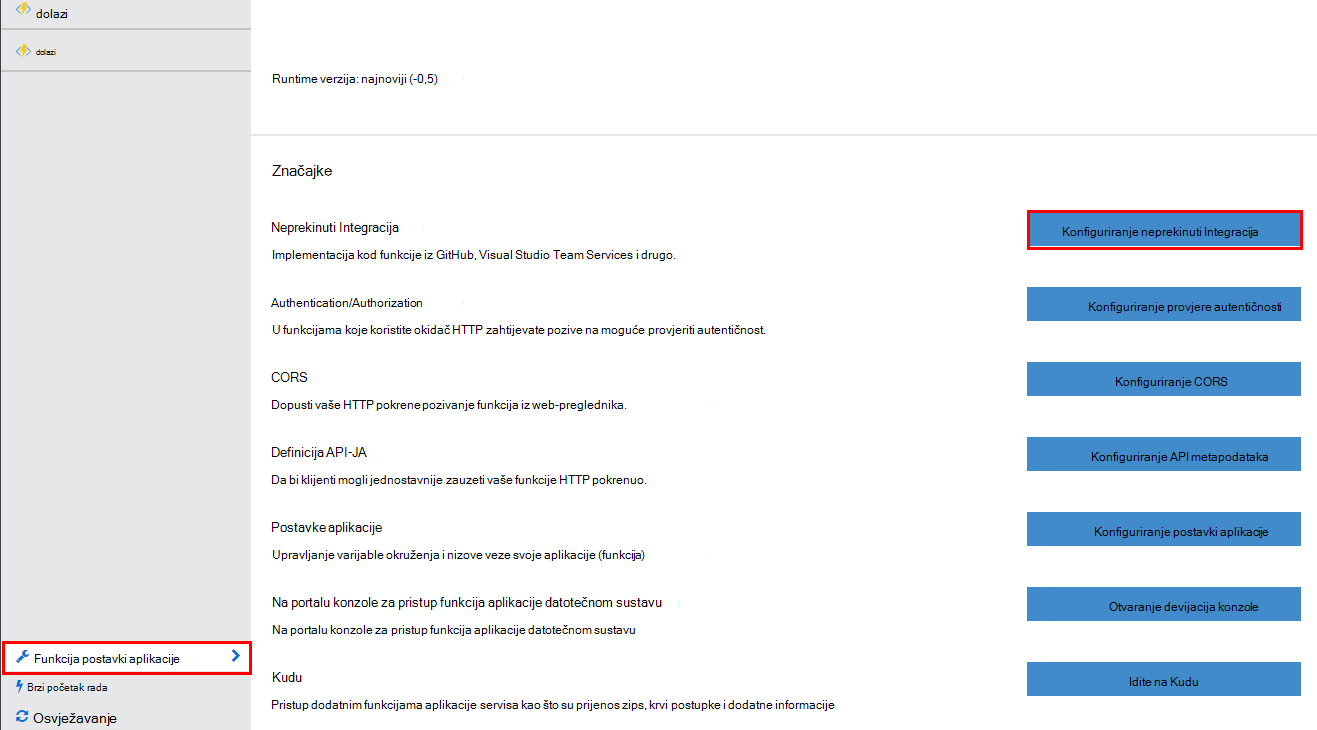 dolazi
dolazi
Runtime verzija: najnoviji (-0,5)
Značajke
Neprekinuti Integracija
Konfiguriranje neprekinuti Integracija
Implementacija kod funkcije iz GitHub, Visual Studio Team Services i drugo.
Authentication/Authorization
Konfiguriranje provjere autentičnosti
U funkcijama koje koristite okidač HTTP zahtijevate pozive na moguće provjeriti autentičnost.
CORS
Konfiguriranje CORS
Dopusti vaše HTTP pokrene pozivanje funkcija iz web-preglednika.
Definicija API-JA
Konfiguriranje API metapodataka
Da bi klijenti mogli jednostavnije zauzeti vaše funkcije HTTP pokrenuo.
Postavke aplikacije
Konfiguriranje postavki aplikacije
Upravljanje varijable okruženja i nizove veze svoje aplikacije (funkcija)
Na portalu konzole za pristup funkcija aplikacije datotečnom sustavu
Otvaranje devijacija konzole
Na portalu konzole za pristup funkcija aplikacije datotečnom sustavu
Kudu
Idite na Kudu
Pristup dodatnim funkcijama aplikacije servisa kao što su prijenos zips, krvi postupke i dodatne informacije
Funkcija postavki aplikacije
Brzi početak rada
Osvježavanje